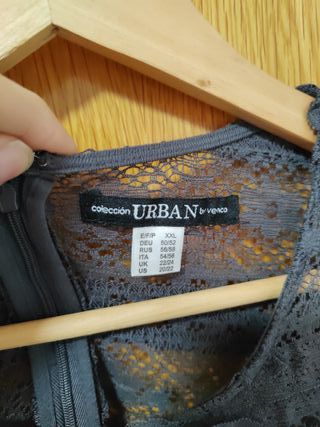 colección URBAN by venca
E/F/P XXL
DEU 50/52
RUS 56/58
ITA 54/56
UK 22/24
US 20/22